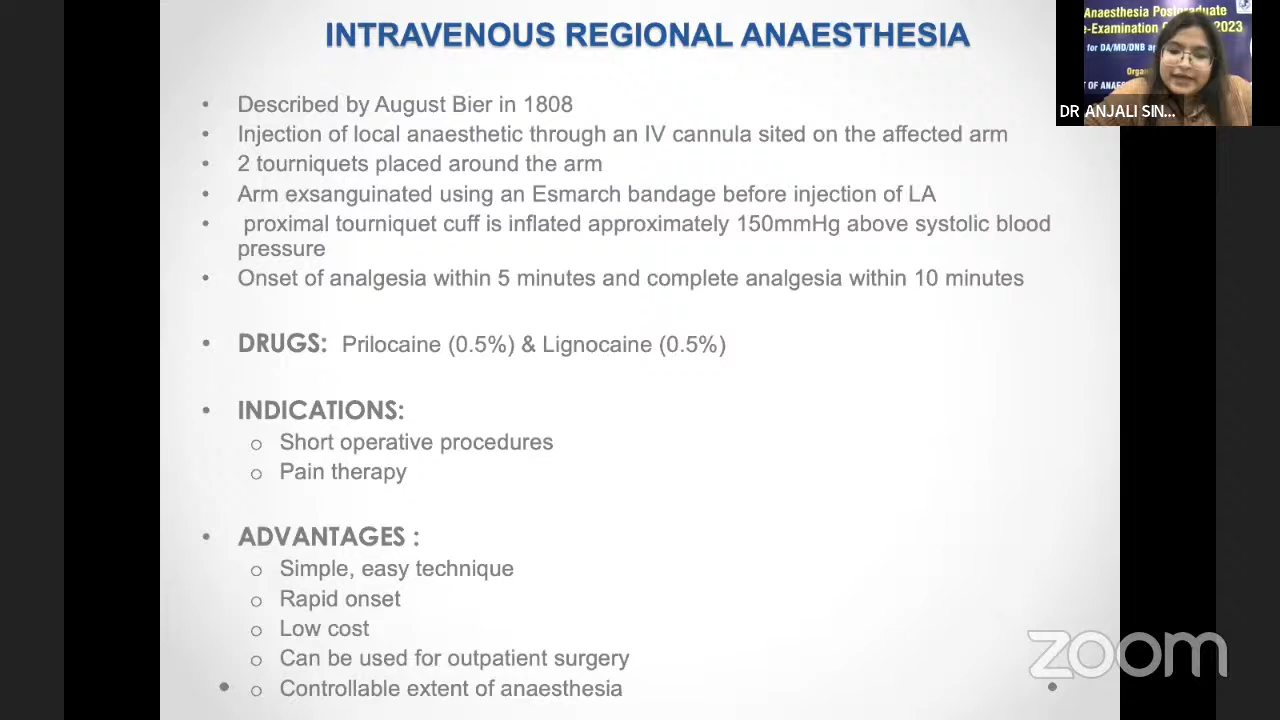 INTRAVENOUS REGIONAL ANAESTHESIA
• Described by August Bier in 1808
• Injection of local anaesthetic through an IV cannula sited on the affected arm
• 2 tourniquets placed around the arm
• Arm exsanguinated using an Esmarch bandage before injection of LA
• proximal tourniquet cuff is inflated approximately 150mmHg above systolic blood
pressure
• Onset of analgesia within 5 minutes and complete analgesia within 10 minutes
• DRUGS: Prilocaine (0.5%) & Lignocaine (0.5%)
• INDICATIONS:
o Short operative procedures
o Pain therapy
• ADVANTAGES :
o Simple, easy technique
o Rapid onset
o Low cost
o Can be used for outpatient surgery
o Controllable extent of anaesthesia
Anaesthesia Postgraduate
e-Examination 2023
for DA/MD/DNB
DR ANJALI SIN...
zoom